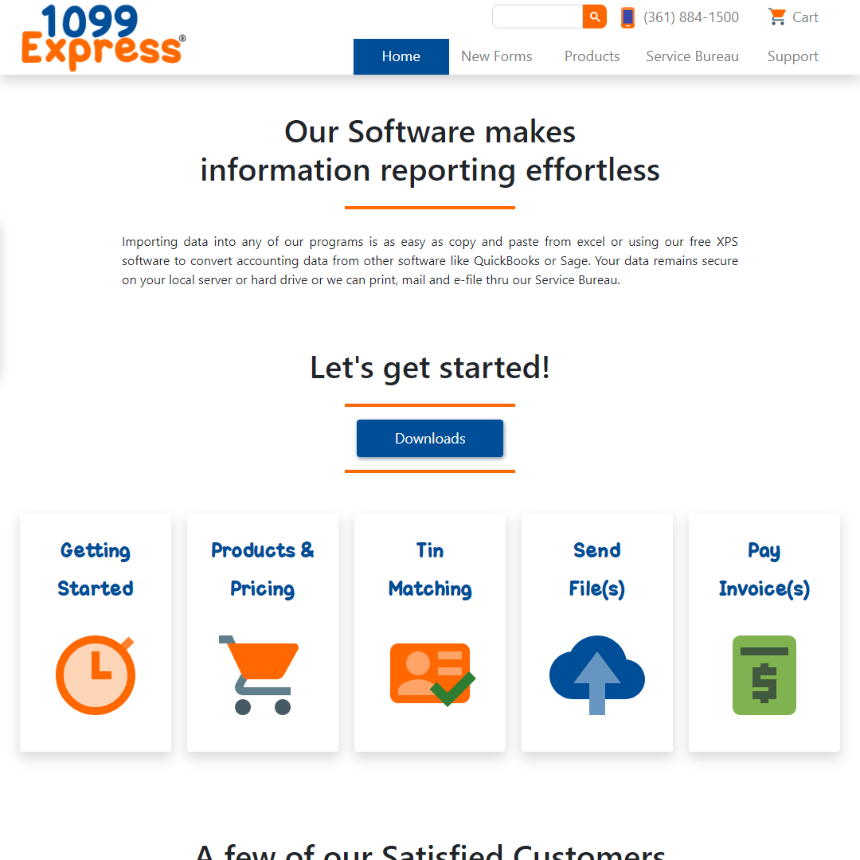 1099
Express®
(361) 884-1500
Cart
Home
New Forms
Products
Service Bureau
Support
Our Software makes
information reporting effortless
Importing data into any of our programs is as easy as copy and paste from excel or using our free XPS
software to convert accounting data from other software like QuickBooks or Sage. Your data remains secure
on your local server or hard drive or we can print, mail and e-file thru our Service Bureau.
Let's get started!
Downloads
Getting
Started
Products &
Pricing
Tin
Matching
Send
File(s)
Pay
Invoice(s)
$
A few of our Satisfied Customers